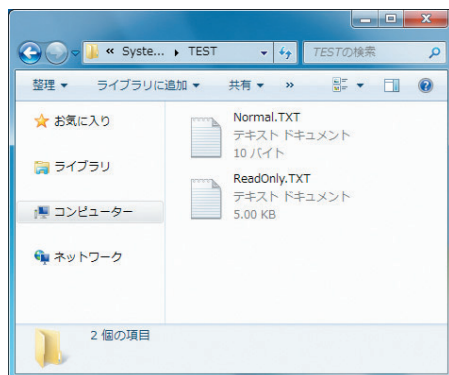 « Syste... ▸ TEST
TESTの検索
整理 ライブラリに追加 共有 »
お気に入り
ライブラリ
コンピューター
ネットワーク
Normal.TXT
テキスト ドキュメント
10 バイト
ReadOnly.TXT
テキスト ドキュメント
5.00 KB
2 個の項目